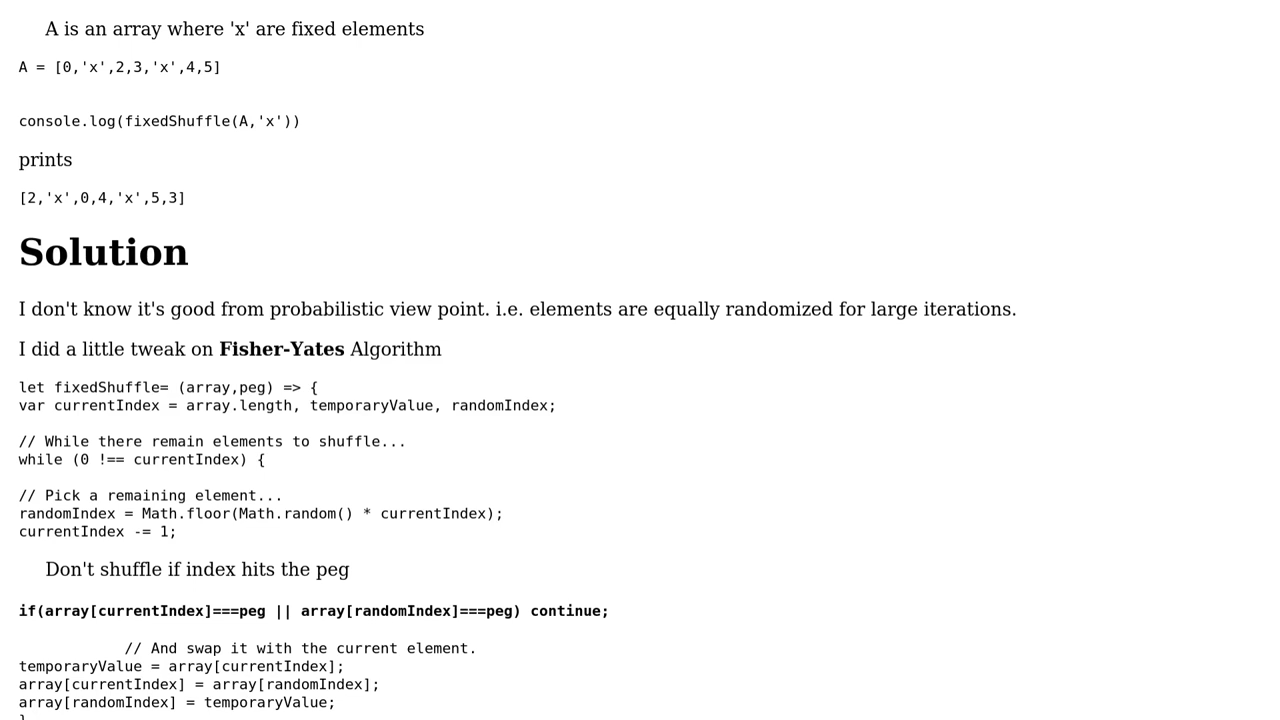 A is an array where 'x' are fixed elements
A = [0,'x',2,3,'x',4,5]
console.log(fixedShuffle(A,'x'))
prints
[2,'x',0,4,'x',5,3]
Solution
I don't know it's good from probabilistic view point. i.e. elements are equally randomized for large iterations.
I did a little tweak on Fisher-Yates Algorithm
let fixedShuffle= (array,peg) => {
var currentIndex = array.length, temporaryValue, randomIndex;
// While there remain elements to shuffle...
while (0 !== currentIndex) {
// Pick a remaining element...
randomIndex = Math.floor(Math.random() * currentIndex);
currentIndex -= 1;
Don't shuffle if index hits the peg
if(array[currentIndex]===peg || array[randomIndex]===peg) continue;
// And swap it with the current element.
temporaryValue = array[currentIndex];
array[currentIndex] = array[randomIndex];
array[randomIndex] = temporaryValue;
}